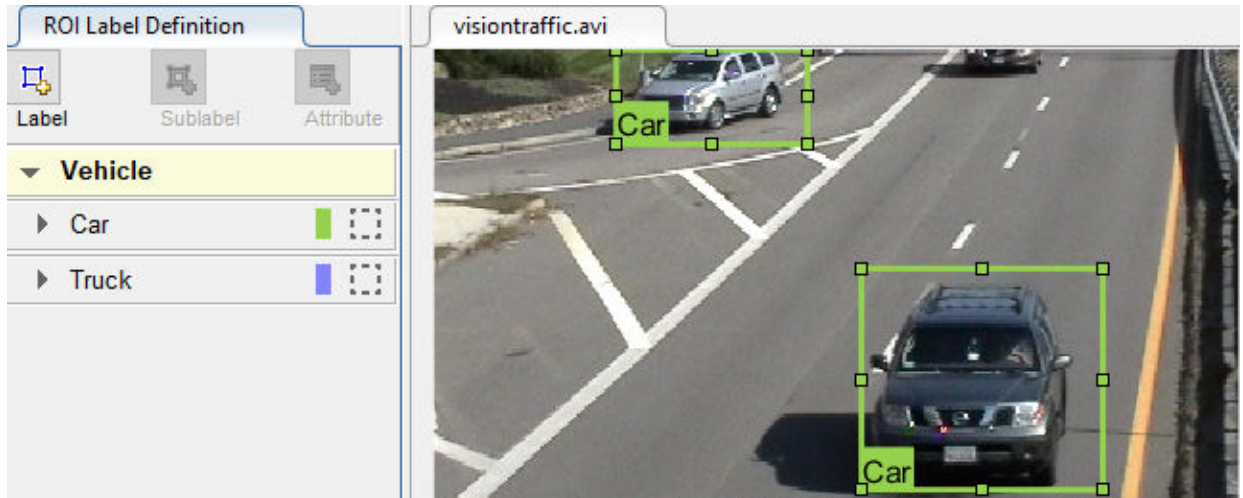 ROI Label Definition
visiontraffic.avi
Label
Sublabel
Attribute
Vehicle
Car
Truck
Car
Car